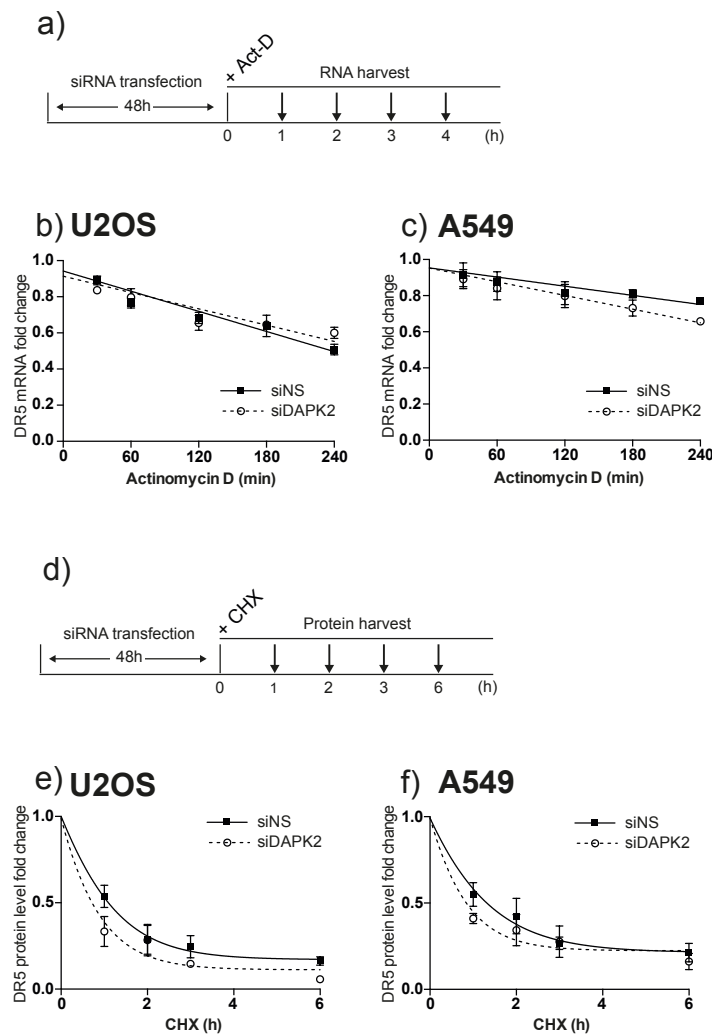 a)
siRNA transfection
48h
+ Act-D
RNA harvest
0 1 2 3 4 (h)
b) U2OS
DR5 mRNA fold change
1.0
0.8
0.6
0.4
0.2
0.0
siNS
siDAPK2
0 60 120 180 240
Actinomycin D (min)
c) A549
DR5 mRNA fold change
1.0
0.8
0.6
0.4
0.2
0.0
siNS
siDAPK2
0 60 120 180 240
Actinomycin D (min)
d)
siRNA transfection
48h
+ CHX
Protein harvest
0 1 2 3 6 (h)
e) U2OS
DR5 protein level fold change
1.0
0.5
0.0
siNS
siDAPK2
0 2 4 6
CHX (h)
f) A549
DR5 protein level fold change
1.0
0.5
0.0
siNS
siDAPK2
0 2 4 6
CHX (h)